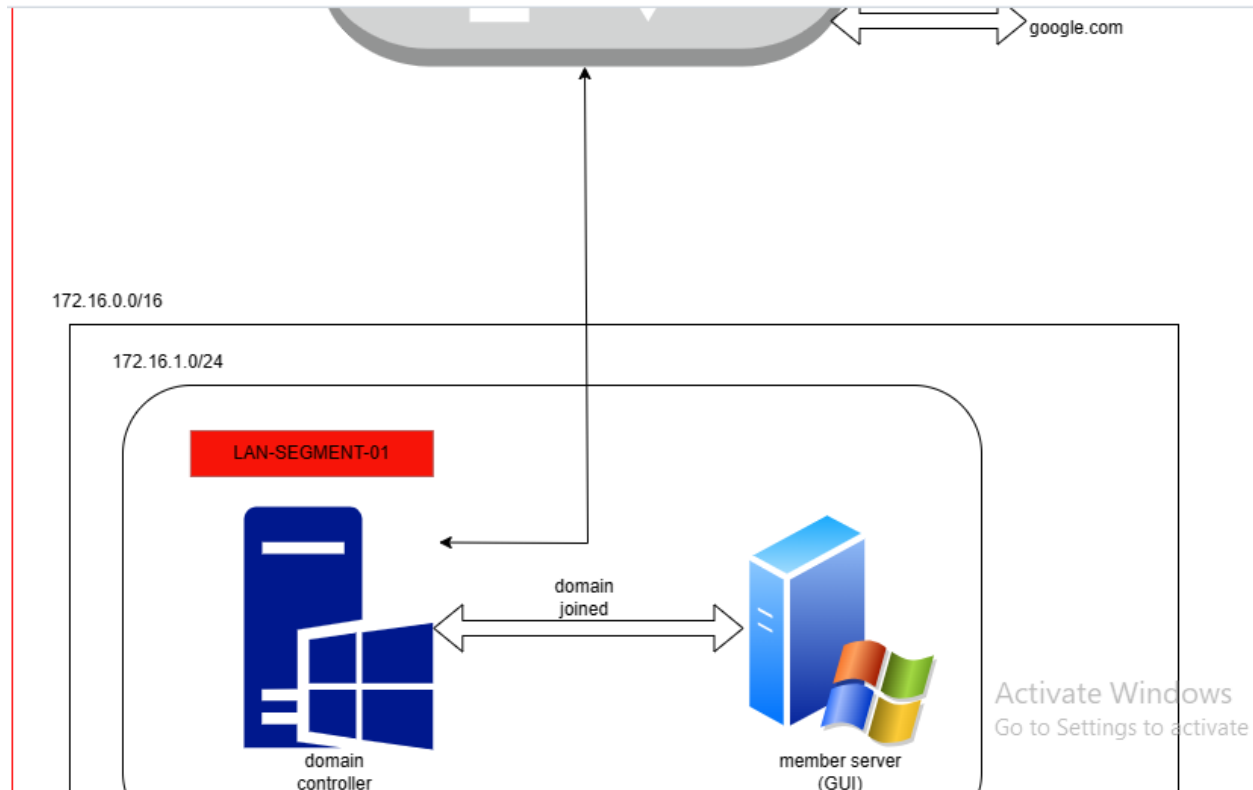 google.com
172.16.0.0/16
172.16.1.0/24
LAN-SEGMENT-01
domain
joined
domain
controller
member server
(GUI)
Activate Windows
Go to Settings to activate